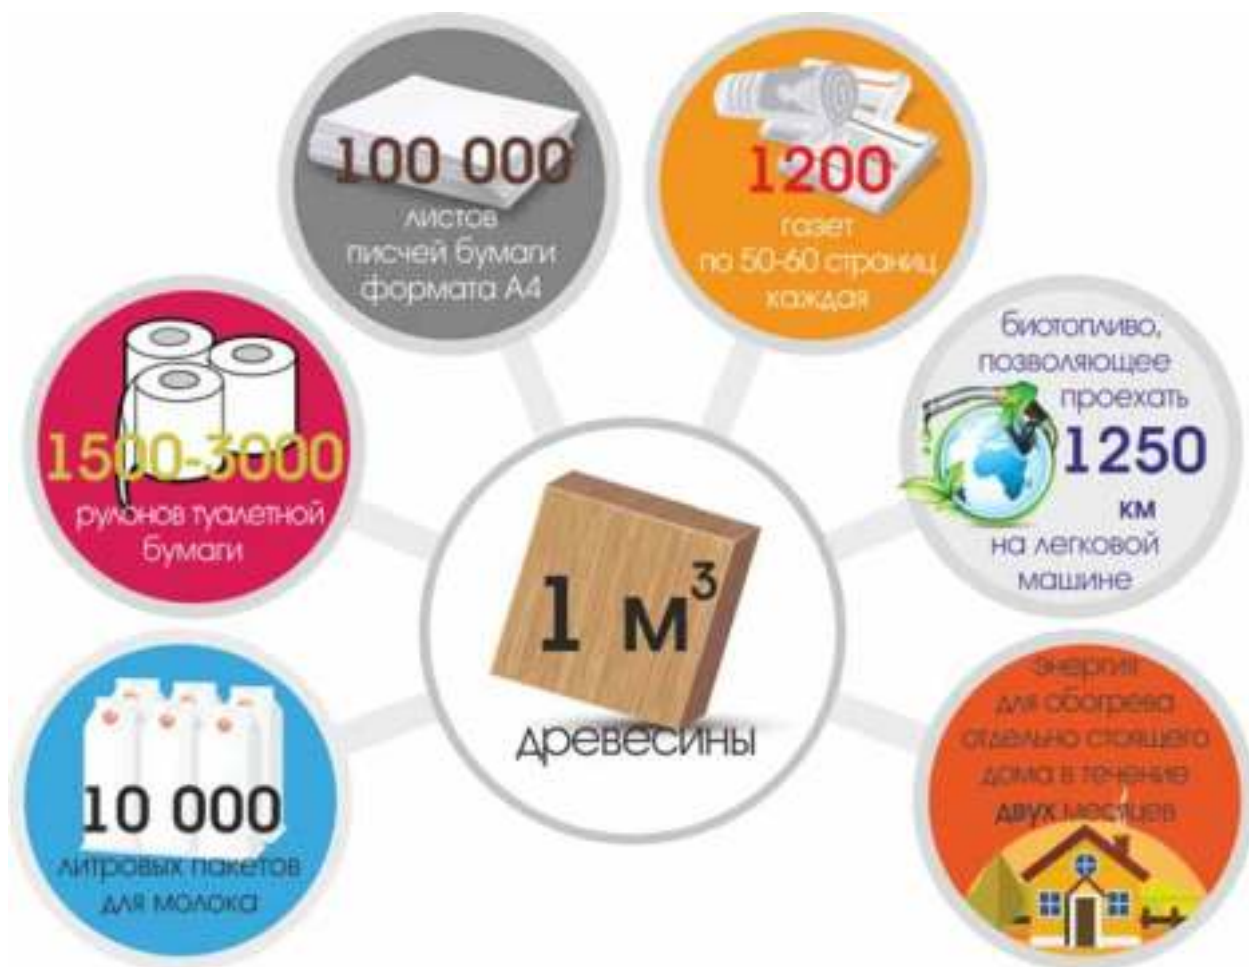 100 000
листов
писчей бумаги
формата А4
1200
газет
по 50-60 страниц
каждая
1500-3000
рулонов туалетной
бумаги
биотопливо,
позволяющее
проехать
1250
км
на легковой
машине
1 м³
древесины
10 000
литровых пакетов
для молока
энергия
для обогрева
отдельно стоящего
дома в течение
двух месяцев